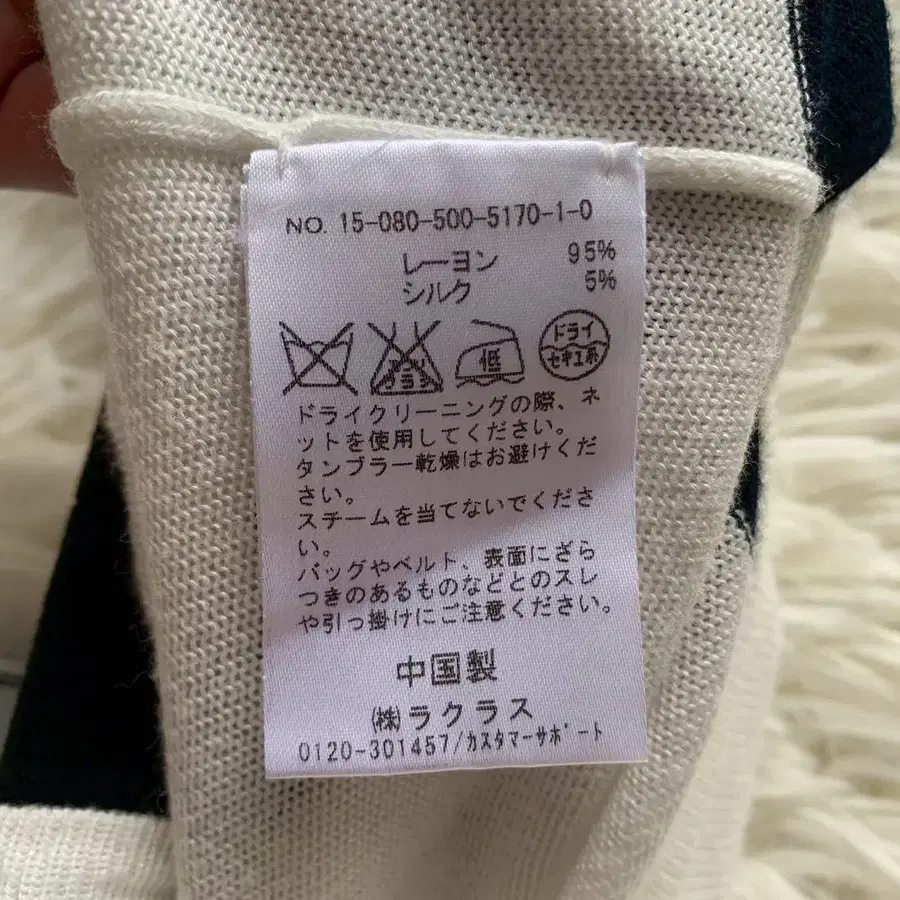 NO. 15-080-500-5170-1-0
レーヨン 95%
シルク 5%
エンソ サラシ 低 ドライ セキユ系
ドライクリーニングの際、ネ
ットを使用してください。
タンブラー乾燥はお避けくだ
さい。
スチームを当てないでくださ
い。
バッグやベルト、表面にざら
つきのあるものなどとのスレ
や引っ掛けにご注意ください。
中国製
㈱ラクラス
0120-301457/カスタマーサポート